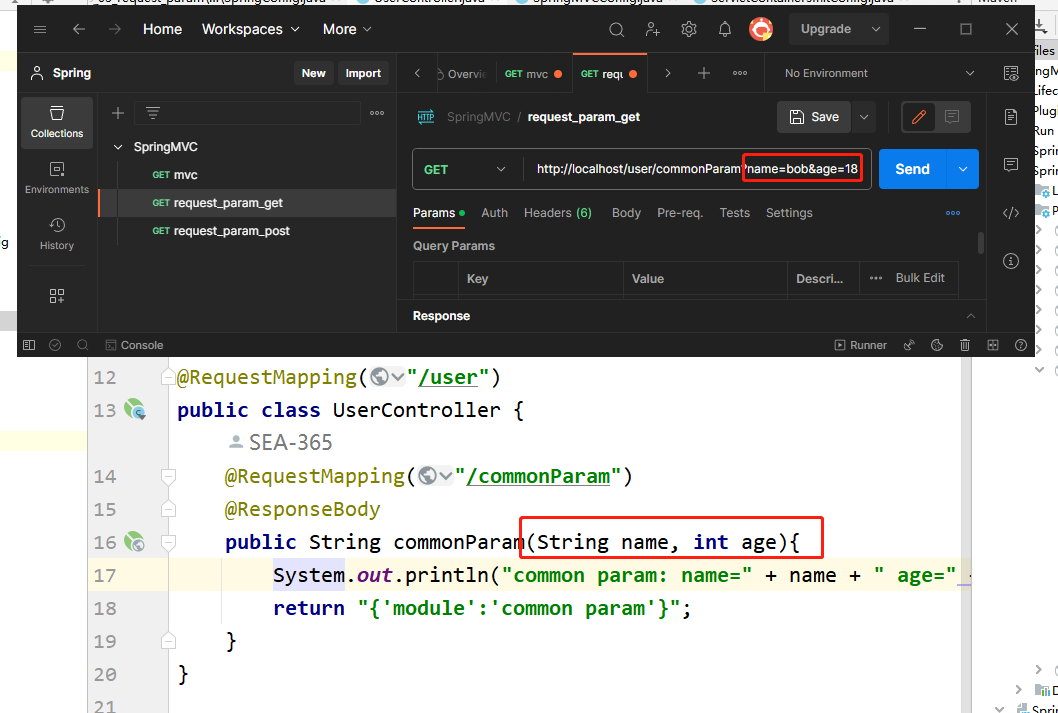 Home Workspaces More Upgrade
Spring New Import Overvi GET mvc GET requ No Environment
Collections
SpringMVC
HTTP SpringMVC / request_param_get Save
GET mvc
GET request_param_get
GET request_param_post
GET http://localhost/user/commonParam?name=bob&age=18 Send
Environments
Params Auth Headers (6) Body Pre-req. Tests Settings
History
Query Params
Key Value Descri... Bulk Edit
Response
Console Runner
12 @RequestMapping("/user")
13 public class UserController {
SEA-365
14 @RequestMapping("/commonParam")
15 @ResponseBody
16 public String commonParam(String name, int age){
17 System.out.println("common param: name=" + name + " age="
18 return "{'module':'common param'}";
19 }
20 }
21